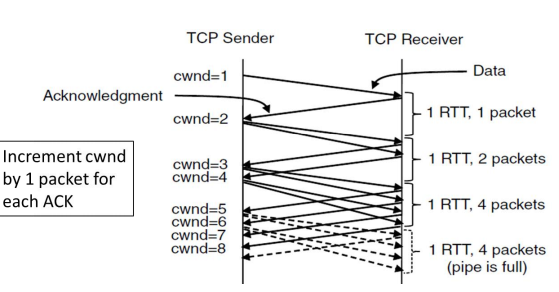 TCP Sender
TCP Receiver
cwnd=1
Data
Acknowledgment
1 RTT, 1 packet
cwnd=2
Increment cwnd
by 1 packet for
each ACK
1 RTT, 2 packets
cwnd=3
cwnd=4
1 RTT, 4 packets
cwnd=5
cwnd=6
cwnd=7
cwnd=8
1 RTT, 4 packets
(pipe is full)